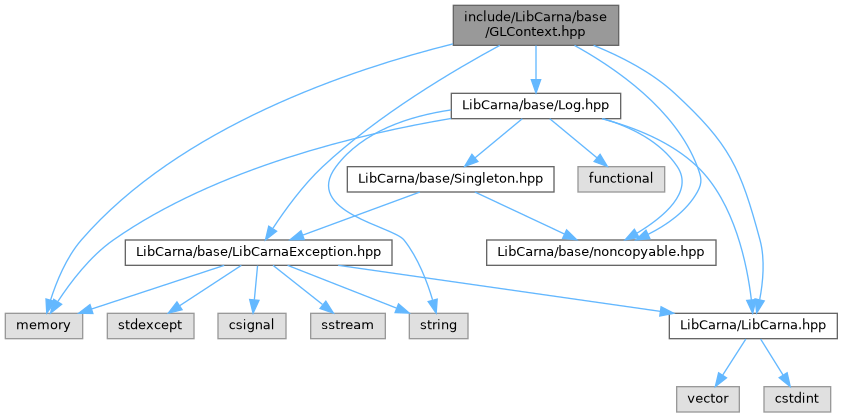 include/LibCarna/base
/GLContext.hpp
LibCarna/base/Log.hpp
LibCarna/base/Singleton.hpp
functional
LibCarna/base/LibCarnaException.hpp
LibCarna/base/noncopyable.hpp
memory
stdexcept
csignal
sstream
string
LibCarna/LibCarna.hpp
vector
cstdint